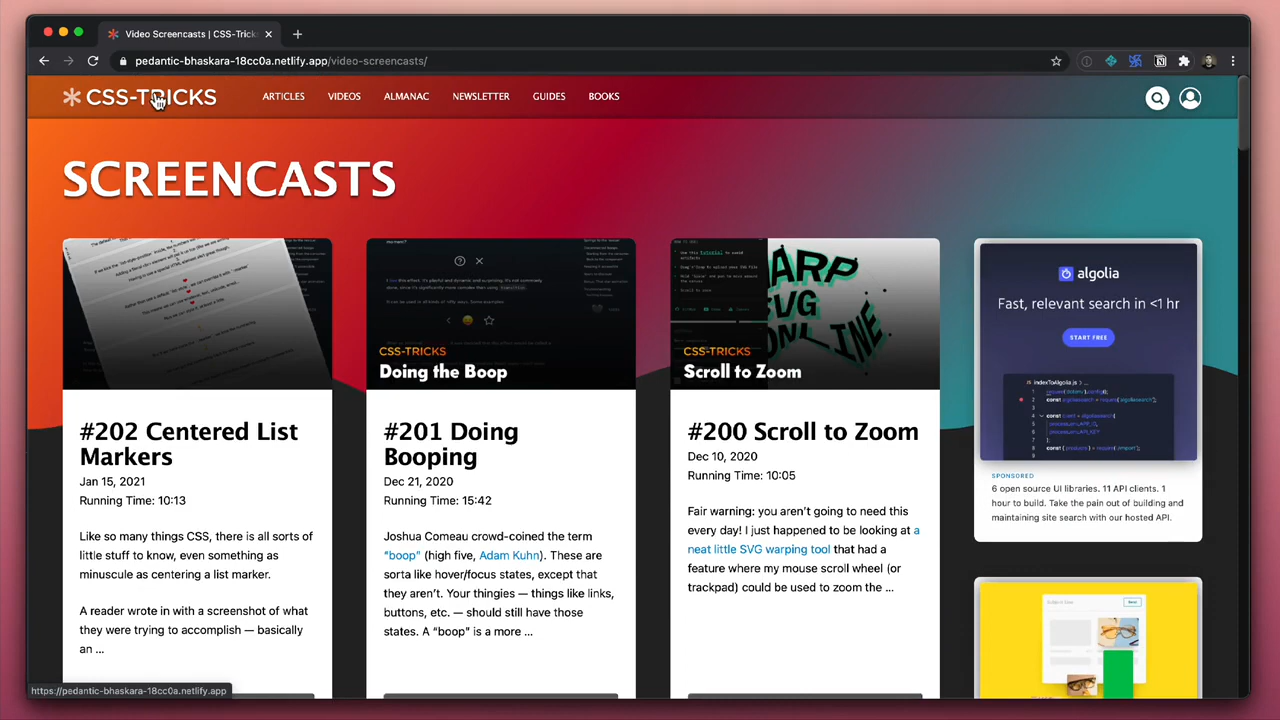 Video Screencasts | CSS-Trick
pedantic-bhaskara-18cc0a.netlify.app/video-screencasts/
CSS-TRICKS
ARTICLES VIDEOS ALMANAC NEWSLETTER GUIDES BOOKS
SCREENCASTS
#202 Centered List
Markers
Jan 15, 2021
Running Time: 10:13
Like so many things CSS, there is all sorts of
little stuff to know, even something as
minuscule as centering a list marker.
A reader wrote in with a screenshot of what
they were trying to accomplish — basically
an ...
CSS-TRICKS
Doing the Boop
#201 Doing
Booping
Dec 21, 2020
Running Time: 15:42
Joshua Comeau crowd-coined the term
“boop” (high five, Adam Kuhn). These are
sorta like hover/focus states, except that
they aren’t. Your thingies — things like links,
buttons, etc. — should still have those
states. A “boop” is a more ...
WARP
SVG
ONLINE
CSS-TRICKS
Scroll to Zoom
#200 Scroll to Zoom
Dec 10, 2020
Running Time: 10:05
Fair warning: you aren’t going to need this
every day! I just happened to be looking at a
neat little SVG warping tool that had a
feature where my mouse scroll wheel (or
trackpad) could be used to zoom the ...
algolia
Fast, relevant search in <1 hr
START FREE
indexToAlgolia.js
SPONSORED
6 open source UI libraries. 11 API clients. 1
hour to build. Take the pain out of building and
maintaining site search with our hosted API.
https://pedantic-bhaskara-18cc0a.netlify.app